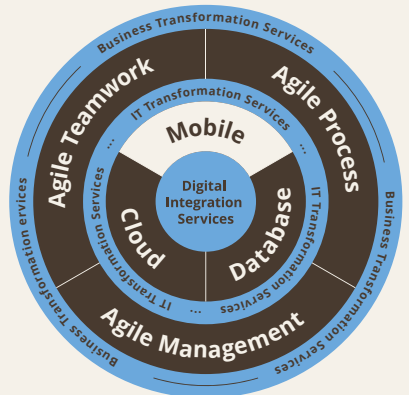 Business Transformation Services
Agile Teamwork
Agile Process
IT Transformation Services
...
...
Mobile
Digital
Integration
Services
Cloud
Database
IT Transformation Services
IT Transformation Services
...
Agile Management
Business Transformation ervices
Business Transformation Services